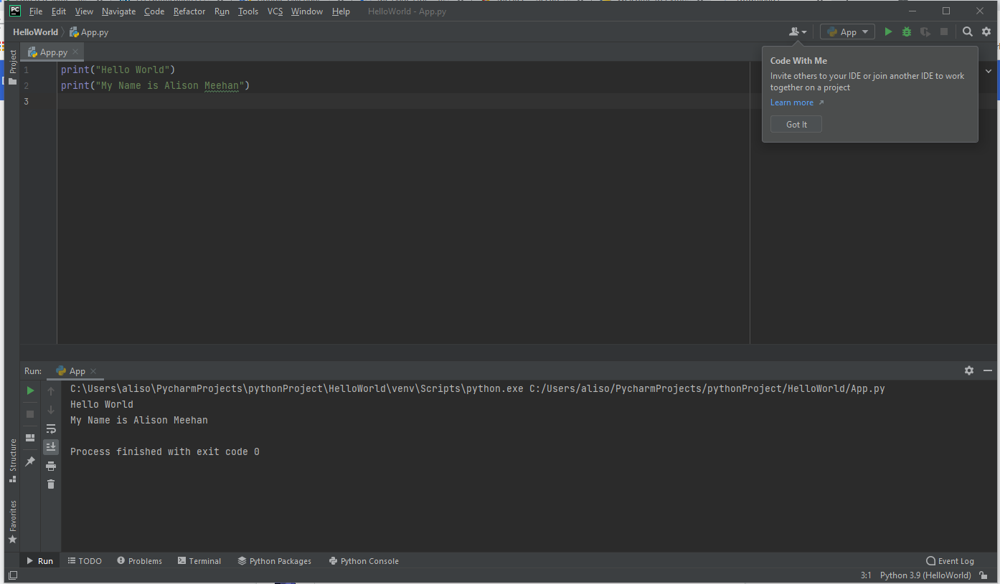 PC File Edit View Navigate Code Refactor Run Tools VCS Window Help HelloWorld - App.py
HelloWorld App.py App
Project
App.py
1 print("Hello World")
2 print("My Name is Alison Meehan")
3
Code With Me
Invite others to your IDE or join another IDE to work
together on a project
Learn more
Got It
Run: App
C:\Users\aliso\PycharmProjects\pythonProject\HelloWorld\venv\Scripts\python.exe C:/Users/aliso/PycharmProjects/pythonProject/HelloWorld/App.py
Hello World
My Name is Alison Meehan
Process finished with exit code 0
Structure
Favorites
Run TODO Problems Terminal Python Packages Python Console Event Log
3:1 Python 3.9 (HelloWorld)